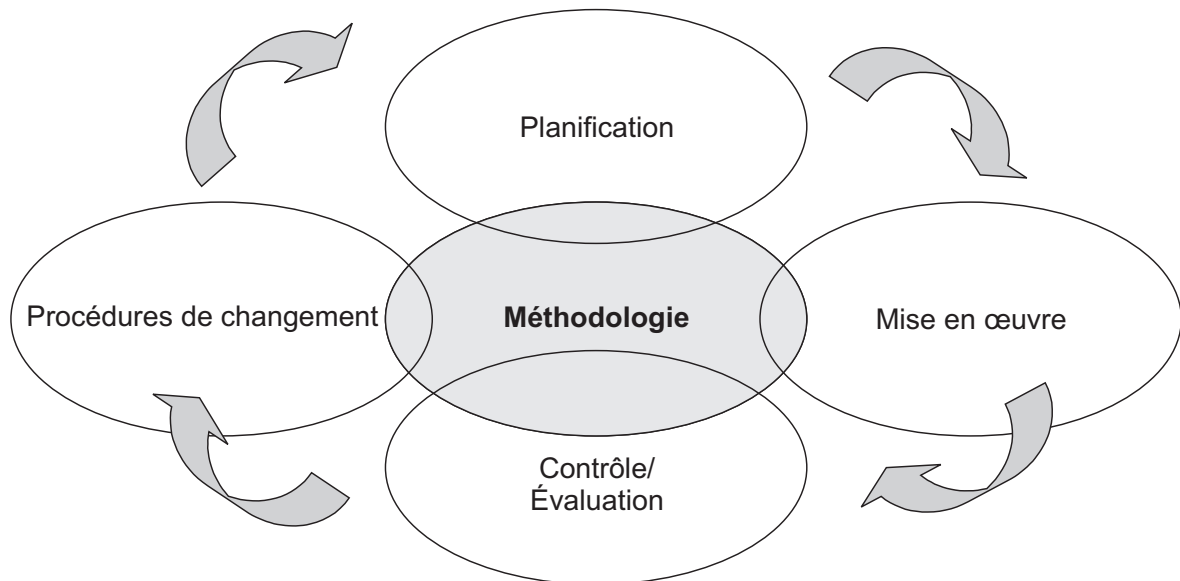 Planification
Procédures de changement
Méthodologie
Mise en œuvre
Contrôle/
Évaluation